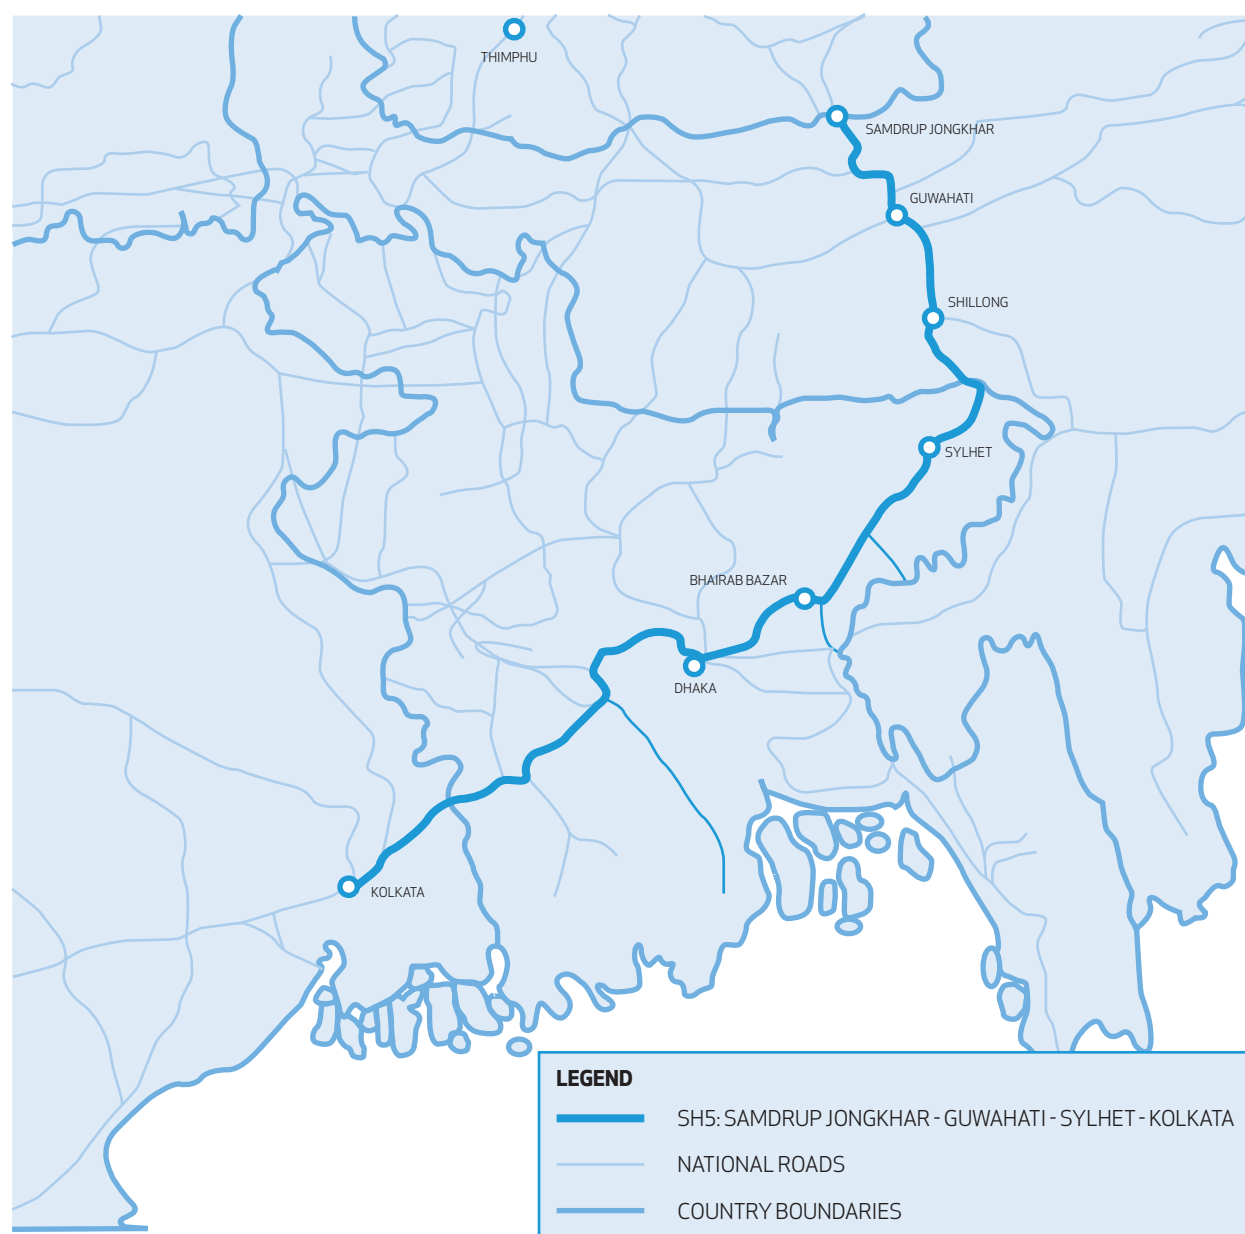 THIMPHU
SAMDRUP JONGKHAR
GUWAHATI
SHILLONG
SYLHET
BHAIRAB BAZAR
DHAKA
KOLKATA
LEGEND
SH5: SAMDRUP JONGKHAR - GUWAHATI - SYLHET - KOLKATA
NATIONAL ROADS
COUNTRY BOUNDARIES